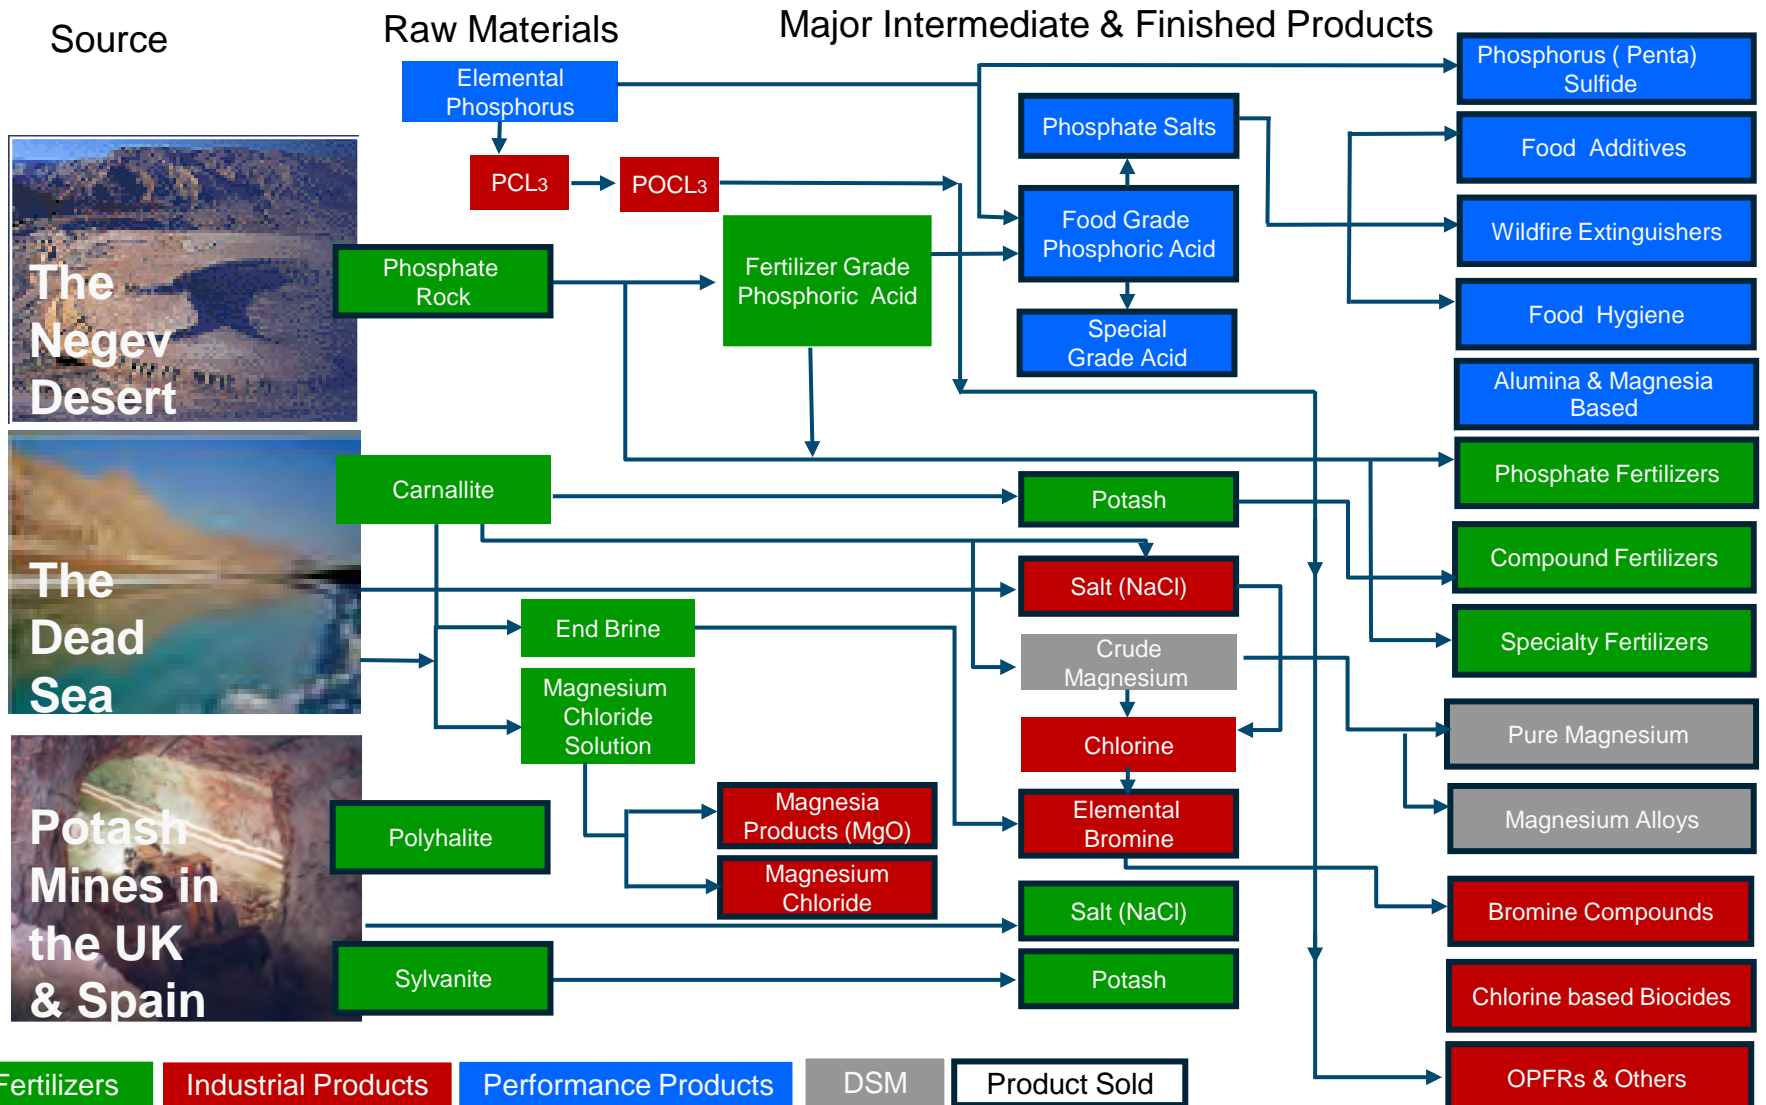 Source
Raw Materials
Major Intermediate & Finished Products
Elemental
Phosphorus
Phosphorus ( Penta)
Sulfide
Phosphate Salts
Food Additives
PCL3
POCL3
Food Grade
Phosphoric Acid
Wildfire Extinguishers
The
Negev
Desert
Phosphate
Rock
Fertilizer Grade
Phosphoric Acid
Food Hygiene
Special
Grade Acid
Alumina & Magnesia
Based
Carnallite
Potash
Phosphate Fertilizers
The
Dead
Sea
Salt (NaCl)
Compound Fertilizers
End Brine
Crude
Magnesium
Specialty Fertilizers
Magnesium
Chloride
Solution
Chlorine
Pure Magnesium
Potash
Mines in
the UK
& Spain
Polyhalite
Magnesia
Products (MgO)
Elemental
Bromine
Magnesium Alloys
Magnesium
Chloride
Salt (NaCl)
Bromine Compounds
Sylvanite
Potash
Chlorine based Biocides
OPFRs & Others
Fertilizers
Industrial Products
Performance Products
DSM
Product Sold